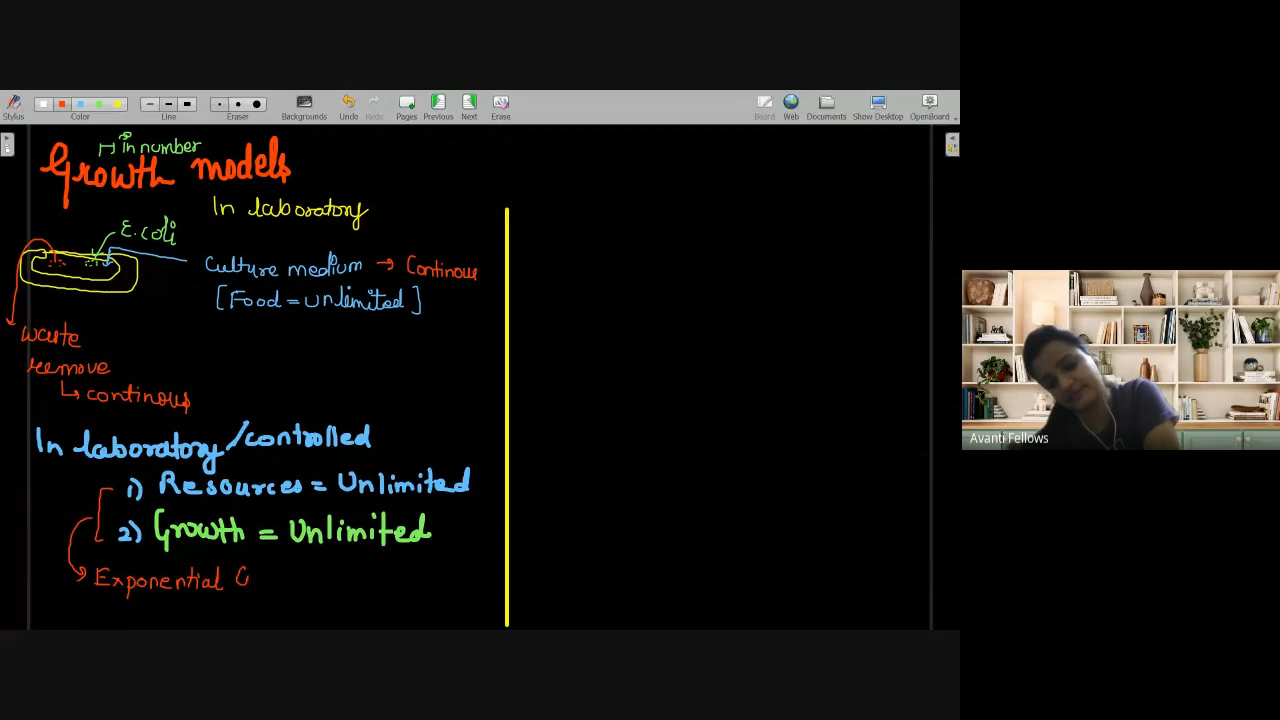 Stylus
Color
Line
Eraser
Backgrounds
Undo
Redo
Pages
Previous
Next
Erase
Board
Web
Documents
Show Desktop
OpenBoard
in number
Growth models
In laboratory
E.coli
Culture medium → Continous
[Food = unlimited]
waste
remove
↳ continous
In laboratory/controlled
1) Resources = Unlimited
2) Growth = Unlimited
Exponential G
Avanti Fellows